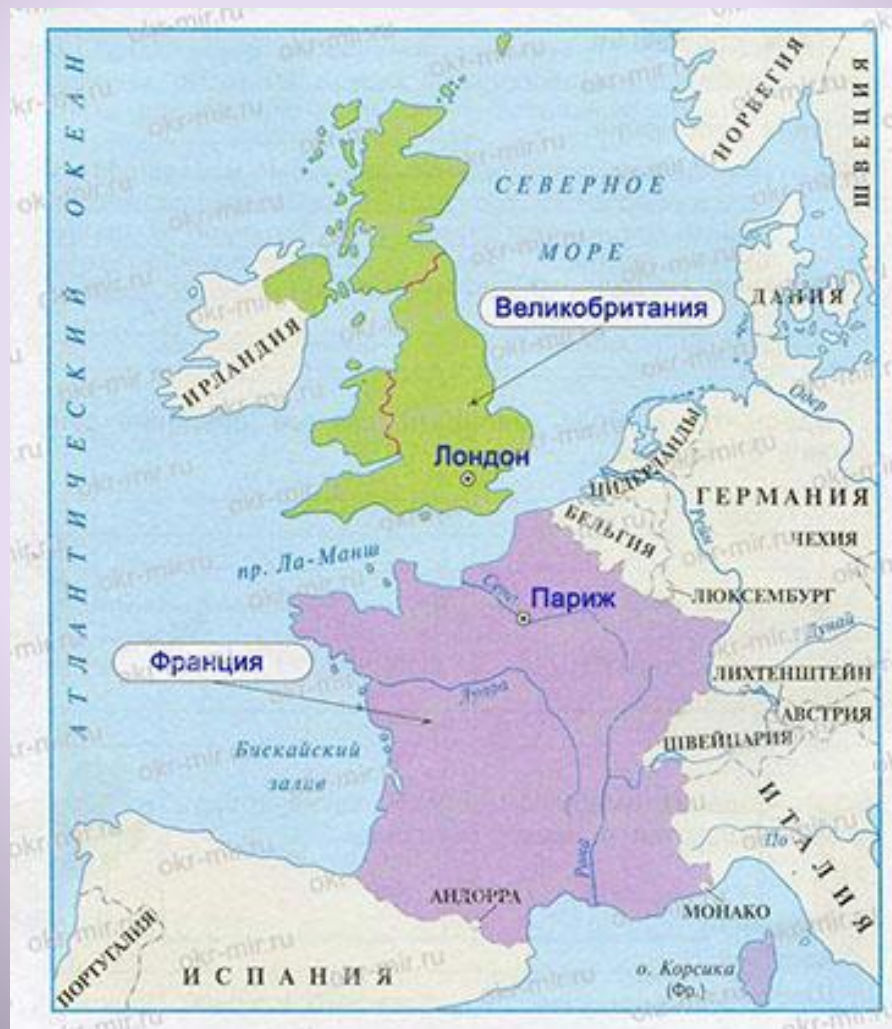 АТЛАНТИЧЕСКИЙ ОКЕАН
НОРВЕГИЯ
ШВЕЦИЯ
СЕВЕРНОЕ
МОРЕ
Великобритания
ДАНИЯ
ИРЛАНДИЯ
Одер
Лондон
НИДЕРЛАНДЫ
ГЕРМАНИЯ
БЕЛЬГИЯ
Рейн
ЧЕХИЯ
пр. Ла-Манш
ЛЮКСЕМБУРГ
Сена
Париж
Дунай
Франция
ЛИХТЕНШТЕЙН
Луара
АВСТРИЯ
ШВЕЙЦАРИЯ
Бискайский
залив
ИТАЛИЯ
По
Рона
АНДОРРА
МОНАКО
ПОРТУГАЛИЯ
ИСПАНИЯ
о. Корсика
(Фр.)
okr-mir.ru